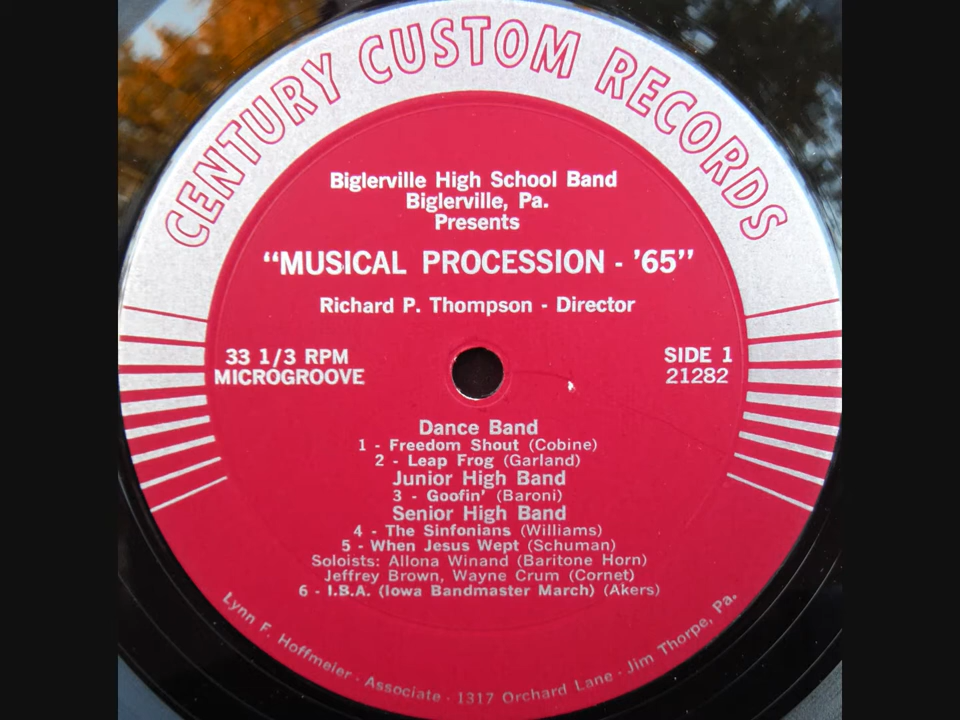 CENTURY CUSTOM RECORDS
Biglerville High School Band
Biglerville, Pa.
Presents
“MUSICAL PROCESSION - ’65”
Richard P. Thompson - Director
33 1/3 RPM
MICROGROOVE
SIDE 1
21282
Dance Band
1 - Freedom Shout (Cobine)
2 - Leap Frog (Garland)
Junior High Band
3 - Goofin’ (Baroni)
Senior High Band
4 - The Sinfonians (Williams)
5 - When Jesus Wept (Schuman)
Soloists: Allona Winand (Baritone Horn)
Jeffrey Brown, Wayne Crum (Cornet)
6 - I.B.A. (Iowa Bandmaster March) (Akers)
Lynn F. Hoffmeier · Associate · 1317 Orchard Lane · Jim Thorpe, Pa.